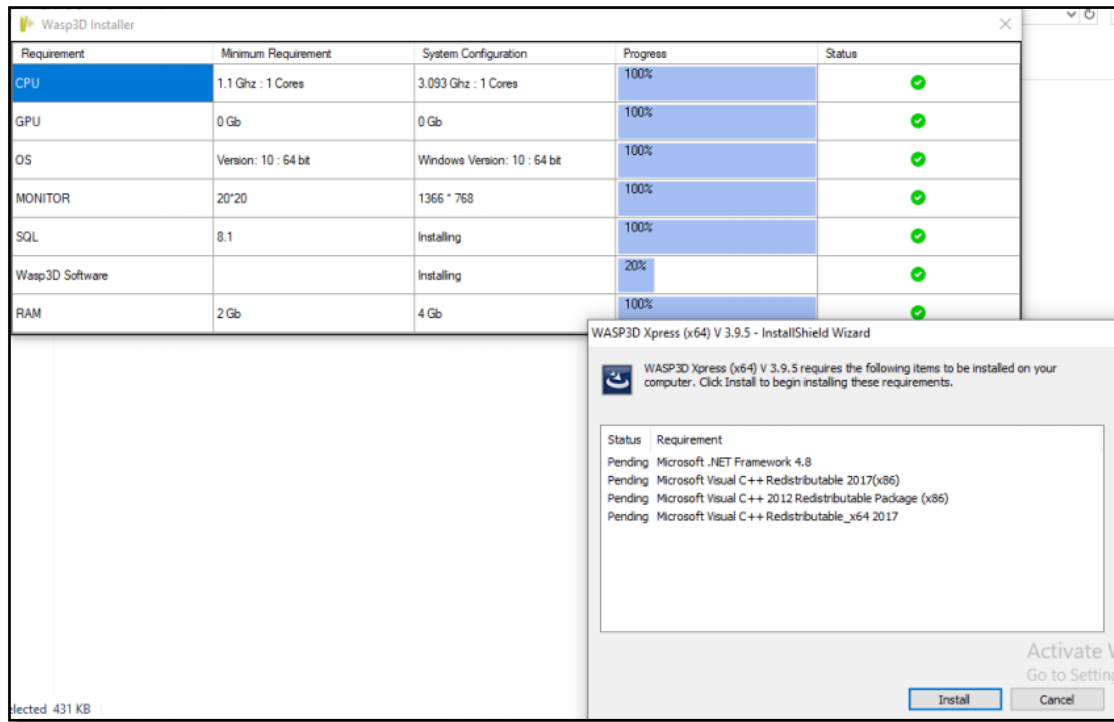 Wasp3D Installer
Requirement Minimum Requirement System Configuration Progress Status
CPU 1.1 Ghz : 1 Cores 3.093 Ghz : 1 Cores 100%
GPU 0 Gb 0 Gb 100%
OS Version: 10 : 64 bit Windows Version: 10 : 64 bit 100%
MONITOR 20*20 1366 * 768 100%
SQL 8.1 Installing 100%
Wasp3D Software Installing 20%
RAM 2 Gb 4 Gb 100%
WASP3D Xpress (x64) V 3.9.5 - InstallShield Wizard
WASP3D Xpress (x64) V 3.9.5 requires the following items to be installed on your
computer. Click Install to begin installing these requirements.
Status Requirement
Pending Microsoft .NET Framework 4.8
Pending Microsoft Visual C++ Redistributable 2017(x86)
Pending Microsoft Visual C++ 2012 Redistributable Package (x86)
Pending Microsoft Visual C++ Redistributable_x64 2017
Activate
Go to Setting
Install Cancel
elected 431 KB